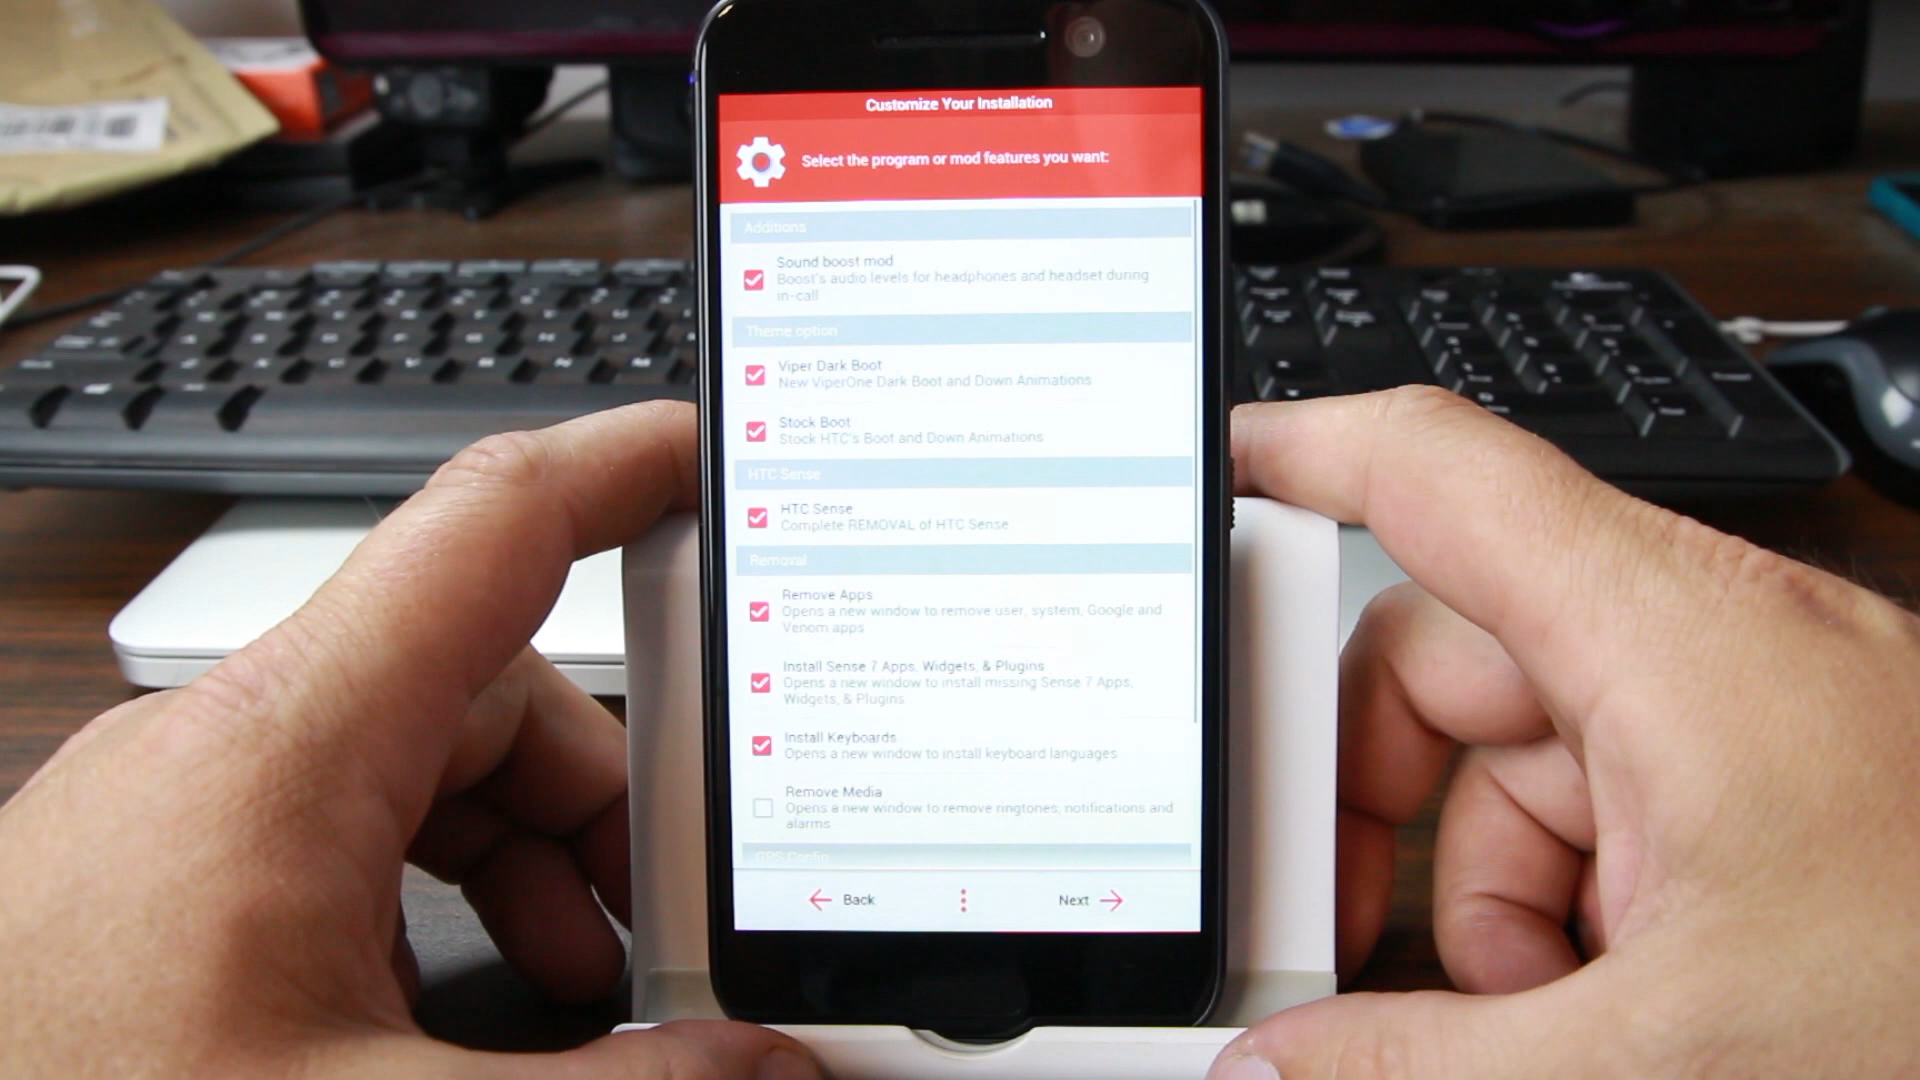 Customize Your Installation
Select the program or mod features you want:
Additions
Sound boost mod
Boost's audio levels for headphones and headset during
in-call
Theme option
Viper Dark Boot
New ViperOne Dark Boot and Down Animations
Stock Boot
Stock HTC's Boot and Down Animations
HTC Sense
HTC Sense
Complete REMOVAL of HTC Sense
Removal
Remove Apps
Opens a new window to remove user, system, Google and
Venom apps
Install Sense 7 Apps, Widgets, & Plugins
Opens a new window to install missing Sense 7 Apps,
Widgets, & Plugins
Install Keyboards
Opens a new window to install keyboard languages
Remove Media
Opens a new window to remove ringtones, notifications and
alarms
GPS Config
Back
Next